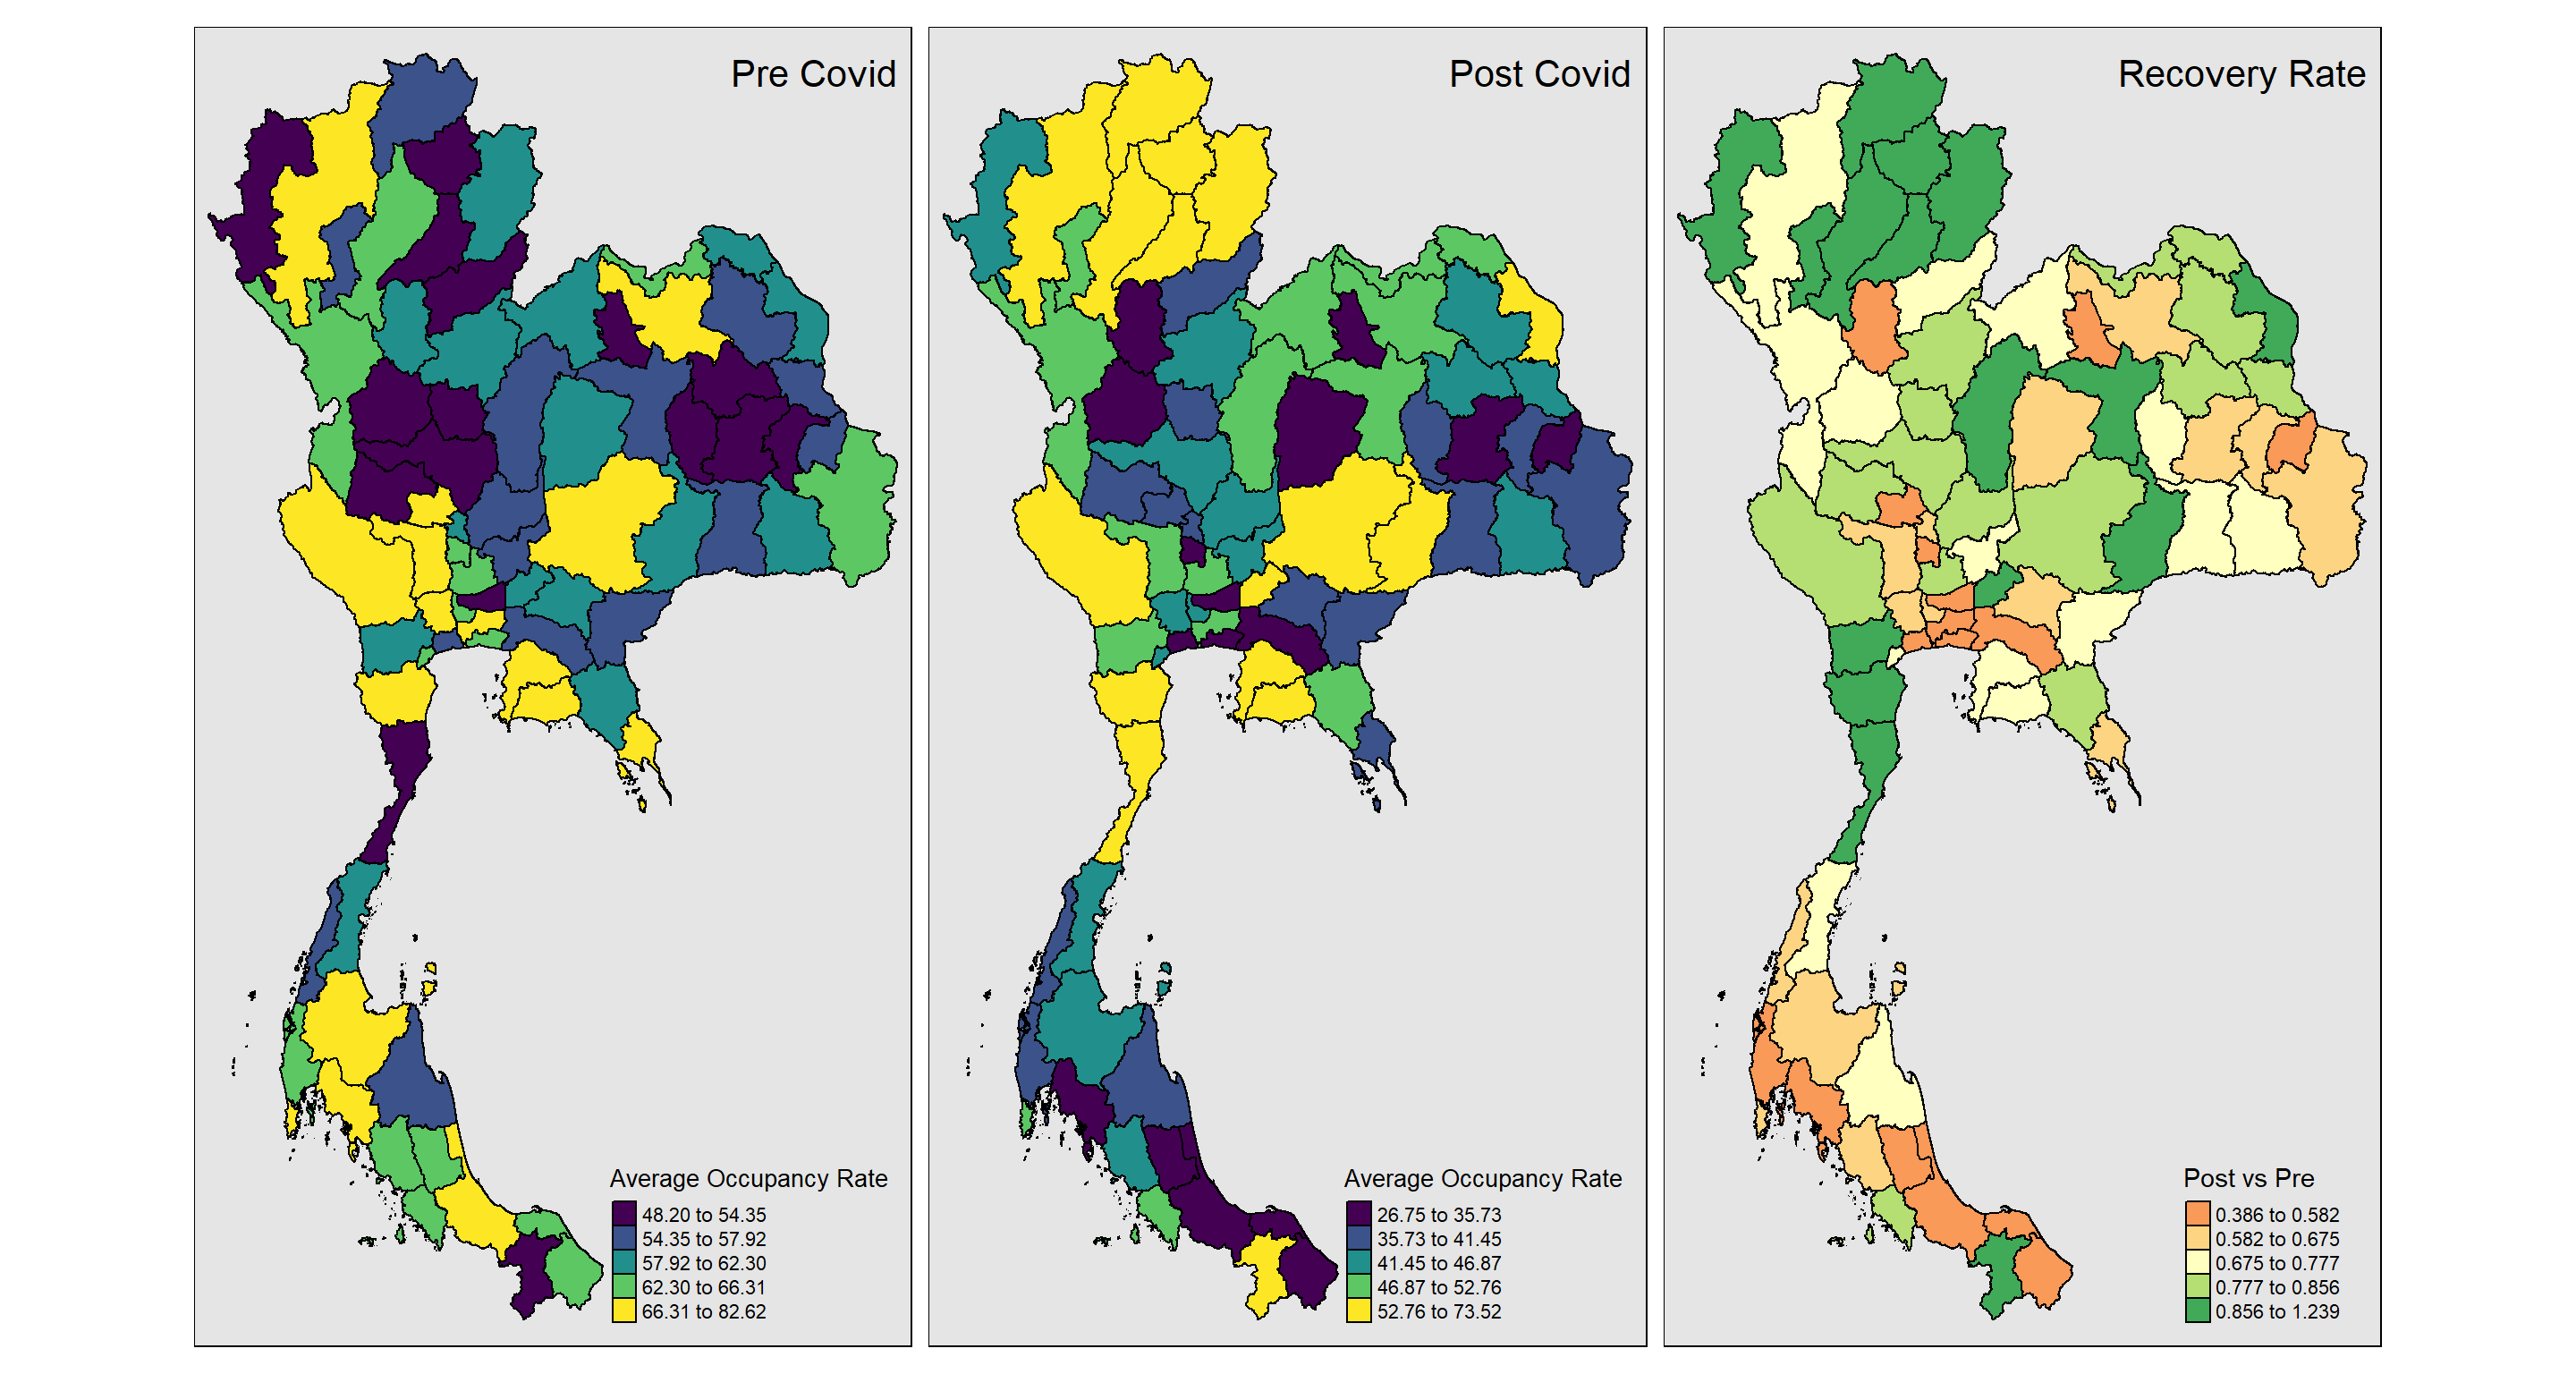 Pre Covid
Average Occupancy Rate
48.20 to 54.35
54.35 to 57.92
57.92 to 62.30
62.30 to 66.31
66.31 to 82.62
Post Covid
Average Occupancy Rate
26.75 to 35.73
35.73 to 41.45
41.45 to 46.87
46.87 to 52.76
52.76 to 73.52
Recovery Rate
Post vs Pre
0.386 to 0.582
0.582 to 0.675
0.675 to 0.777
0.777 to 0.856
0.856 to 1.239